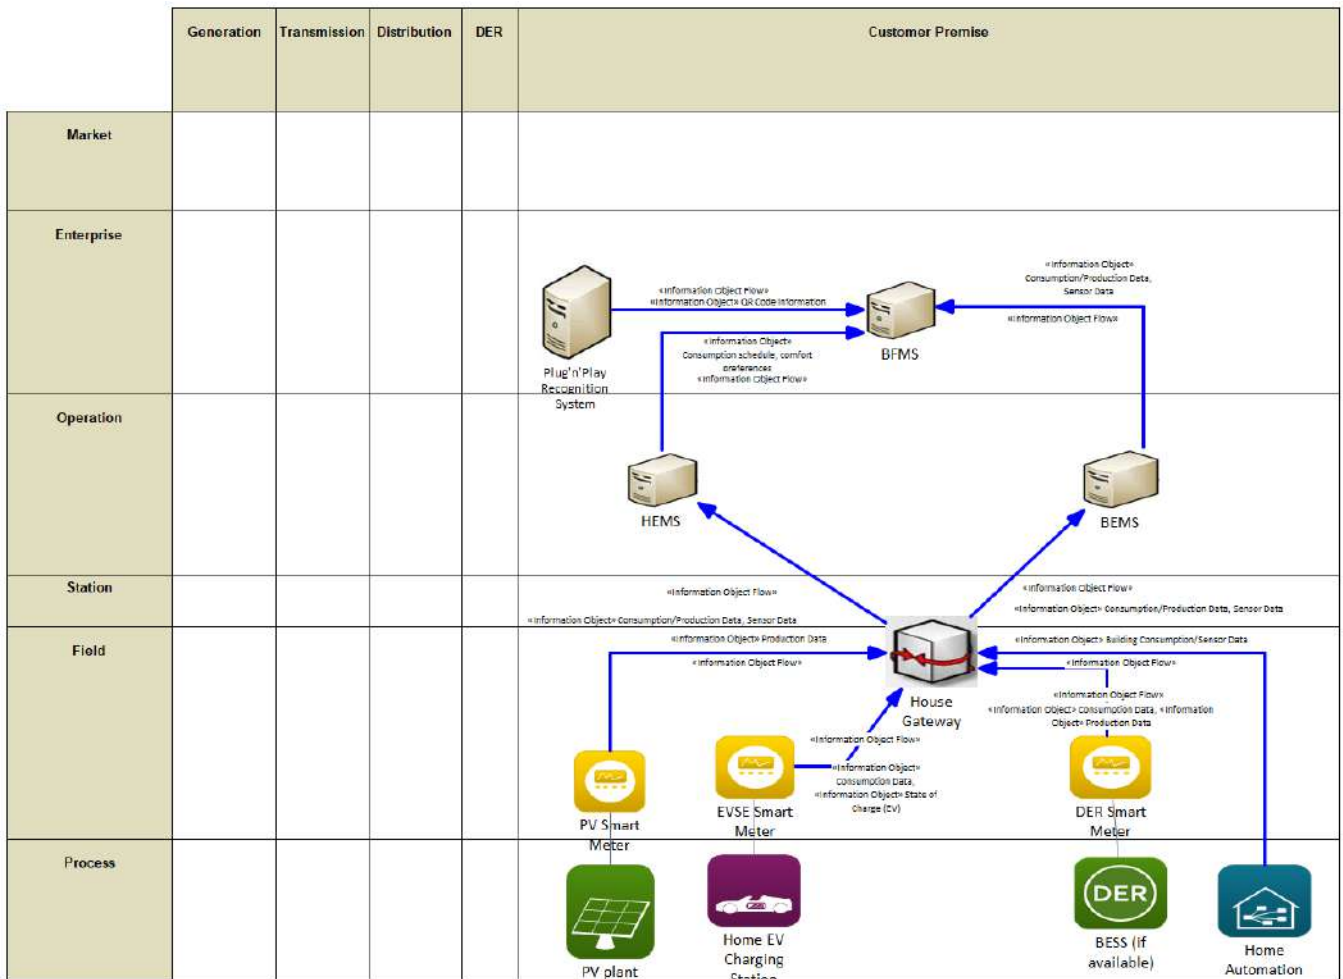 Generation
Transmission
Distribution
DER
Customer Premise
Market
Enterprise
«Information Object»
Consumption/Production Data,
Sensor Data
«Information Object Flow»
«Information Object» QR Code Information
«Information Object Flow»
«Information Object»
Consumption schedule, comfort
preferences
«Information Object Flow»
BFMS
Plug'n'Play
Recognition
System
Operation
HEMS
BEMS
Station
«Information Object Flow»
«Information Object Flow»
«Information Object» Consumption/Production Data, Sensor Data
«Information Object» Consumption/Production Data, Sensor Data
Field
«Information Object» Production Data
«Information Object Flow»
«Information Object» Building Consumption/Sensor Data
«Information Object Flow»
House
Gateway
«Information Object Flow»
«Information Object» Consumption Data, «Information
Object» Production Data
«Information Object Flow»
«Information Object»
Consumption Data,
«Information Object» State of
Charge (EV)
PV Smart
Meter
EVSE Smart
Meter
DER Smart
Meter
Process
DER
PV plant
Home EV
Charging
Station
BESS (if
available)
Home
Automation